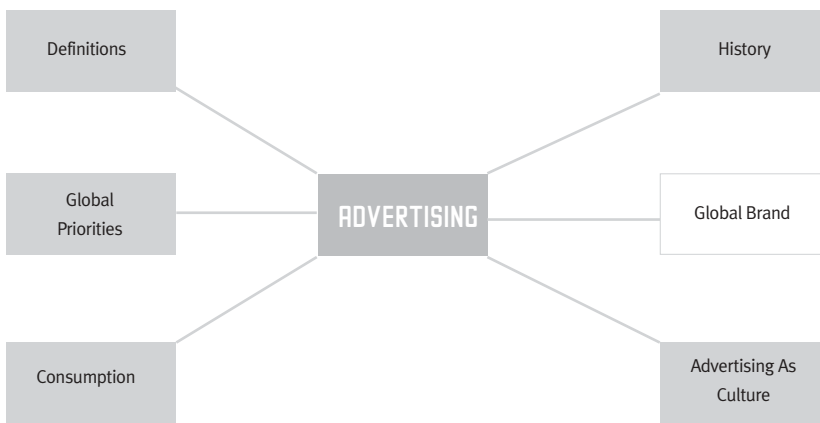 Definitions
History
Global
Priorities
ADVERTISING
Global Brand
Consumption
Advertising As
Culture